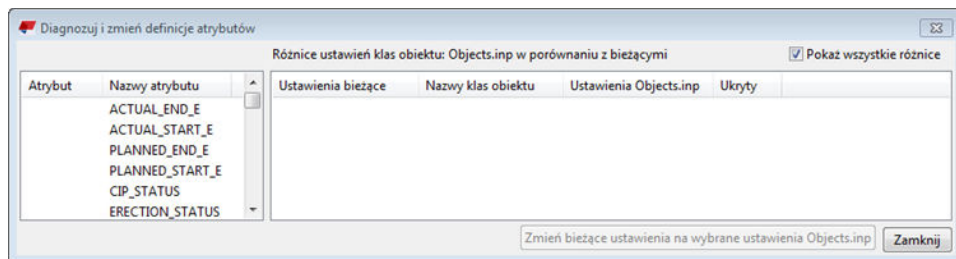 Diagnozuj i zmień definicje atrybutów
Różnice ustawień klas obiektu: Objects.inp w porównaniu z bieżącymi
Pokaż wszystkie różnice
Atrybut Nazwy atrybutu
Ustawienia bieżące Nazwy klas obiektu Ustawienia Objects.inp Ukryty
ACTUAL_END_E
ACTUAL_START_E
PLANNED_END_E
PLANNED_START_E
CIP_STATUS
ERECTION_STATUS
Zmień bieżące ustawienia na wybrane ustawienia Objects.inp
Zamknij